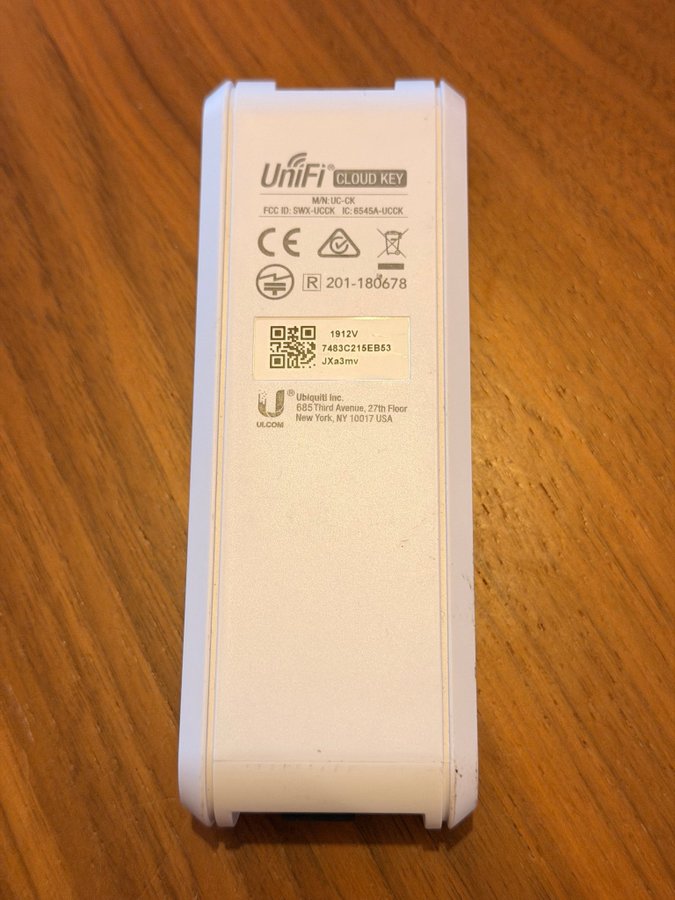 UniFi® CLOUD KEY
M/N: UC-CK
FCC ID: SWX-UCCK IC: 6545A-UCCK
CE
R 201-180678
1912V
7483C215EB53
JXa3mv
U® Ubiquiti Inc.
685 Third Avenue, 27th Floor
New York, NY 10017 USA
ULCOM